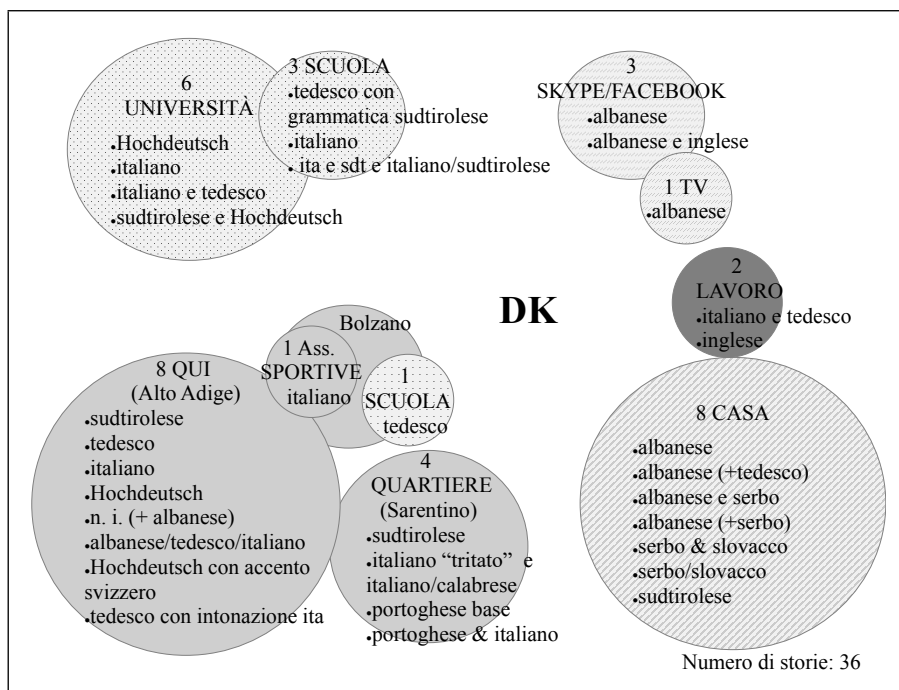 6
UNIVERSITÀ
•Hochdeutsch
•italiano
•italiano e tedesco
•sudtirolese e Hochdeutsch
3 SCUOLA
•tedesco con
grammatica sudtirolese
•italiano
•ita e sdt e italiano/sudtirolese
3
SKYPE/FACEBOOK
•albanese
•albanese e inglese
1 TV
•albanese
2
LAVORO
•italiano e tedesco
•inglese
DK
Bolzano
1 Ass.
SPORTIVE
italiano
1
SCUOLA
tedesco
8 QUI
(Alto Adige)
•sudtirolese
•tedesco
•italiano
•Hochdeutsch
•n. i. (+ albanese)
•albanese/tedesco/italiano
•Hochdeutsch con accento
svizzero
•tedesco con intonazione ita
4
QUARTIERE
(Sarentino)
•sudtirolese
•italiano “tritato” e
italiano/calabrese
•portoghese base
•portoghese & italiano
8 CASA
•albanese
•albanese (+tedesco)
•albanese e serbo
•albanese (+serbo)
•serbo & slovacco
•serbo/slovacco
•sudtirolese
Numero di storie: 36